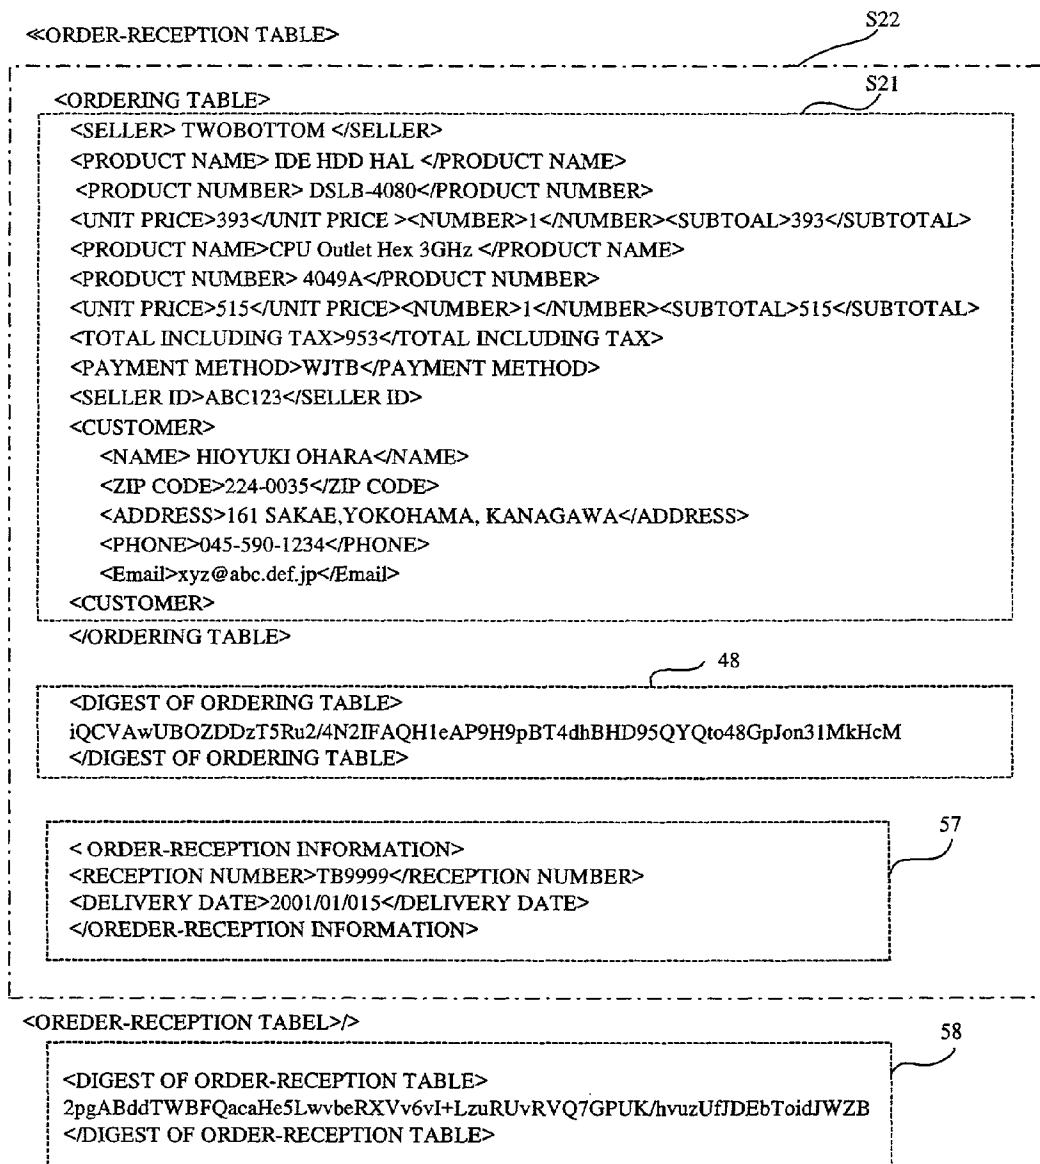 S22
≪ORDER-RECEPTION TABLE>
S21
<ORDERING TABLE>
<SELLER> TWOBOTTOM </SELLER>
<PRODUCT NAME> IDE HDD HAL </PRODUCT NAME>
<PRODUCT NUMBER> DSLB-4080</PRODUCT NUMBER>
<UNIT PRICE>393</UNIT PRICE ><NUMBER>1</NUMBER><SUBTOAL>393</SUBTOTAL>
<PRODUCT NAME>CPU Outlet Hex 3GHz </PRODUCT NAME>
<PRODUCT NUMBER> 4049A</PRODUCT NUMBER>
<UNIT PRICE>515</UNIT PRICE><NUMBER>1</NUMBER><SUBTOTAL>515</SUBTOTAL>
<TOTAL INCLUDING TAX>953</TOTAL INCLUDING TAX>
<PAYMENT METHOD>WJTB</PAYMENT METHOD>
<SELLER ID>ABC123</SELLER ID>
<CUSTOMER>
<NAME> HIOYUKI OHARA</NAME>
<ZIP CODE>224-0035</ZIP CODE>
<ADDRESS>161 SAKAE,YOKOHAMA, KANAGAWA</ADDRESS>
<PHONE>045-590-1234</PHONE>
<Email>xyz@abc.def.jp</Email>
<CUSTOMER>
</ORDERING TABLE>
48
<DIGEST OF ORDERING TABLE>
iQCVAwUBOZDDzT5Ru2/4N2IFAQH1eAP9H9pBT4dhBHD95QYQto48GpJon31MkHcM
</DIGEST OF ORDERING TABLE>
57
< ORDER-RECEPTION INFORMATION>
<RECEPTION NUMBER>TB9999</RECEPTION NUMBER>
<DELIVERY DATE>2001/01/015</DELIVERY DATE>
</OREDER-RECEPTION INFORMATION>
<OREDER-RECEPTION TABEL>/>
58
<DIGEST OF ORDER-RECEPTION TABLE>
2pgABddTWBFQacaHe5LwvbeRXVv6vI+LzuRUvRVQ7GPUK/hvuzUfJDEbToidJWZB
</DIGEST OF ORDER-RECEPTION TABLE>